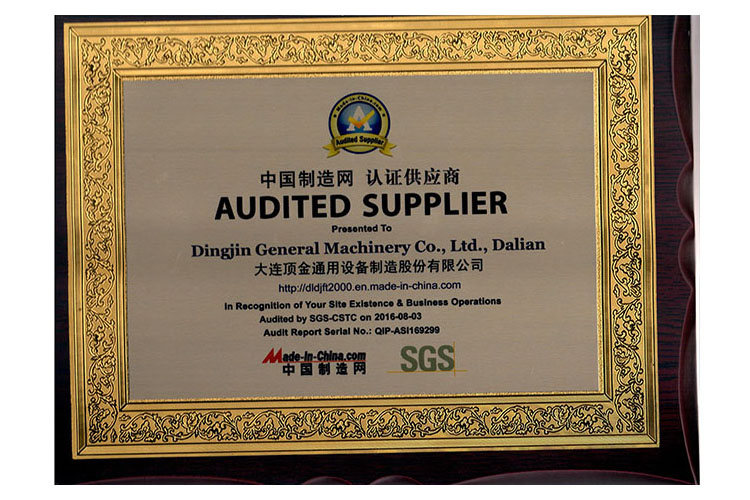 Made-in-China.com
Audited Supplier
中国制造网 认证供应商
AUDITED SUPPLIER
Presented To
Dingjin General Machinery Co., Ltd., Dalian
大连顶金通用设备制造股份有限公司
http://dldjft2000.en.made-in-china.com
In Recognition of Your Site Existence & Business Operations
Audited by SGS-CSTC on 2016-08-03
Audit Report Serial No.: QIP-ASI169299
Made-in-China.com
中国制造网
SGS